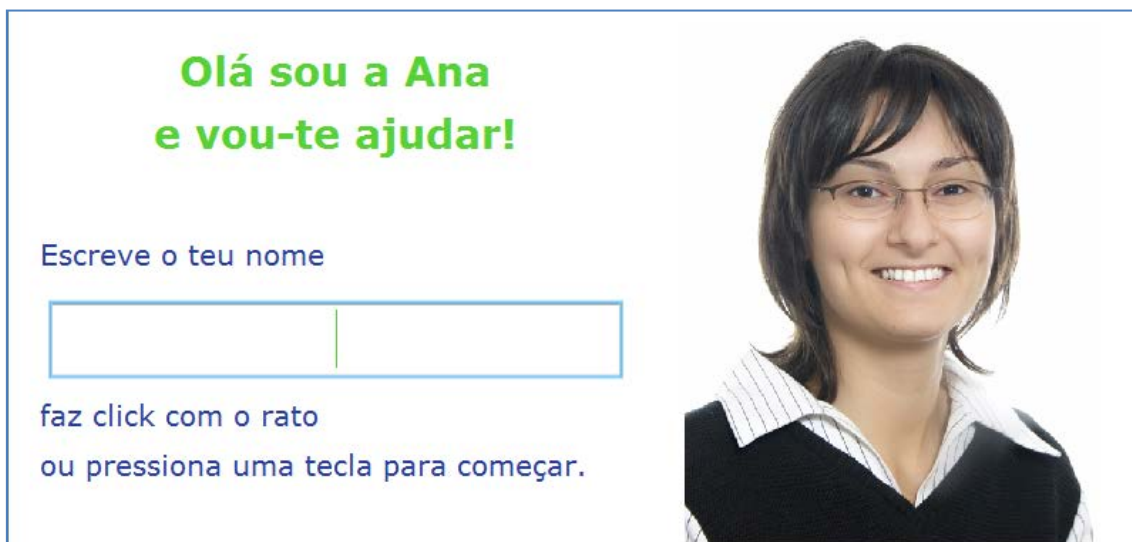 Olá sou a Ana
e vou-te ajudar!
Escreve o teu nome
faz click com o rato
ou pressiona uma tecla para começar.